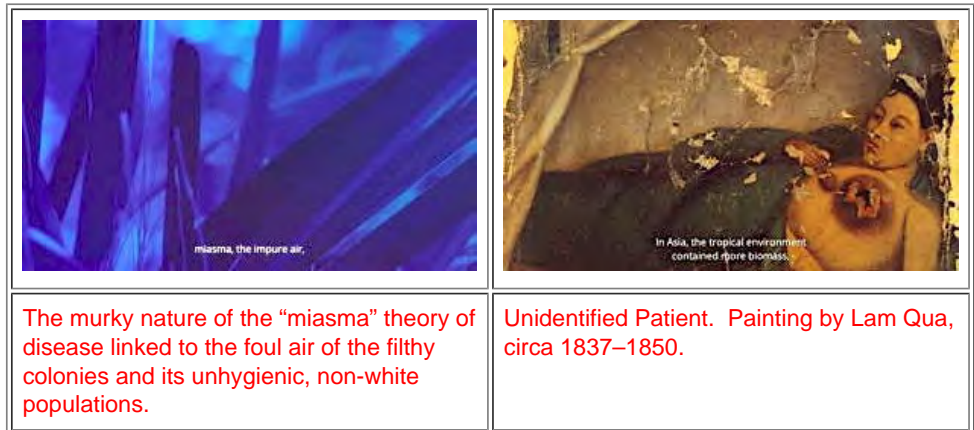 miasma, the impure air,
In Asia, the tropical environment
contained more biomass.
The murky nature of the “miasma” theory of
disease linked to the foul air of the filthy
colonies and its unhygienic, non-white
populations.
Unidentified Patient. Painting by Lam Qua,
circa 1837–1850.